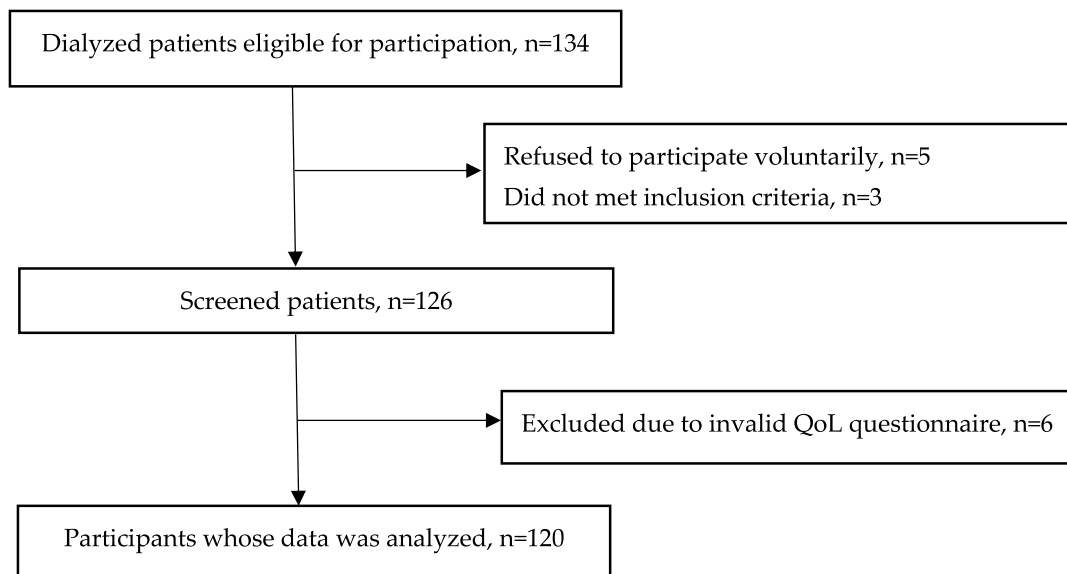 Dialyzed patients eligible for participation, n=134
Refused to participate voluntarily, n=5
Did not met inclusion criteria, n=3
Screened patients, n=126
Excluded due to invalid QoL questionnaire, n=6
Participants whose data was analyzed, n=120